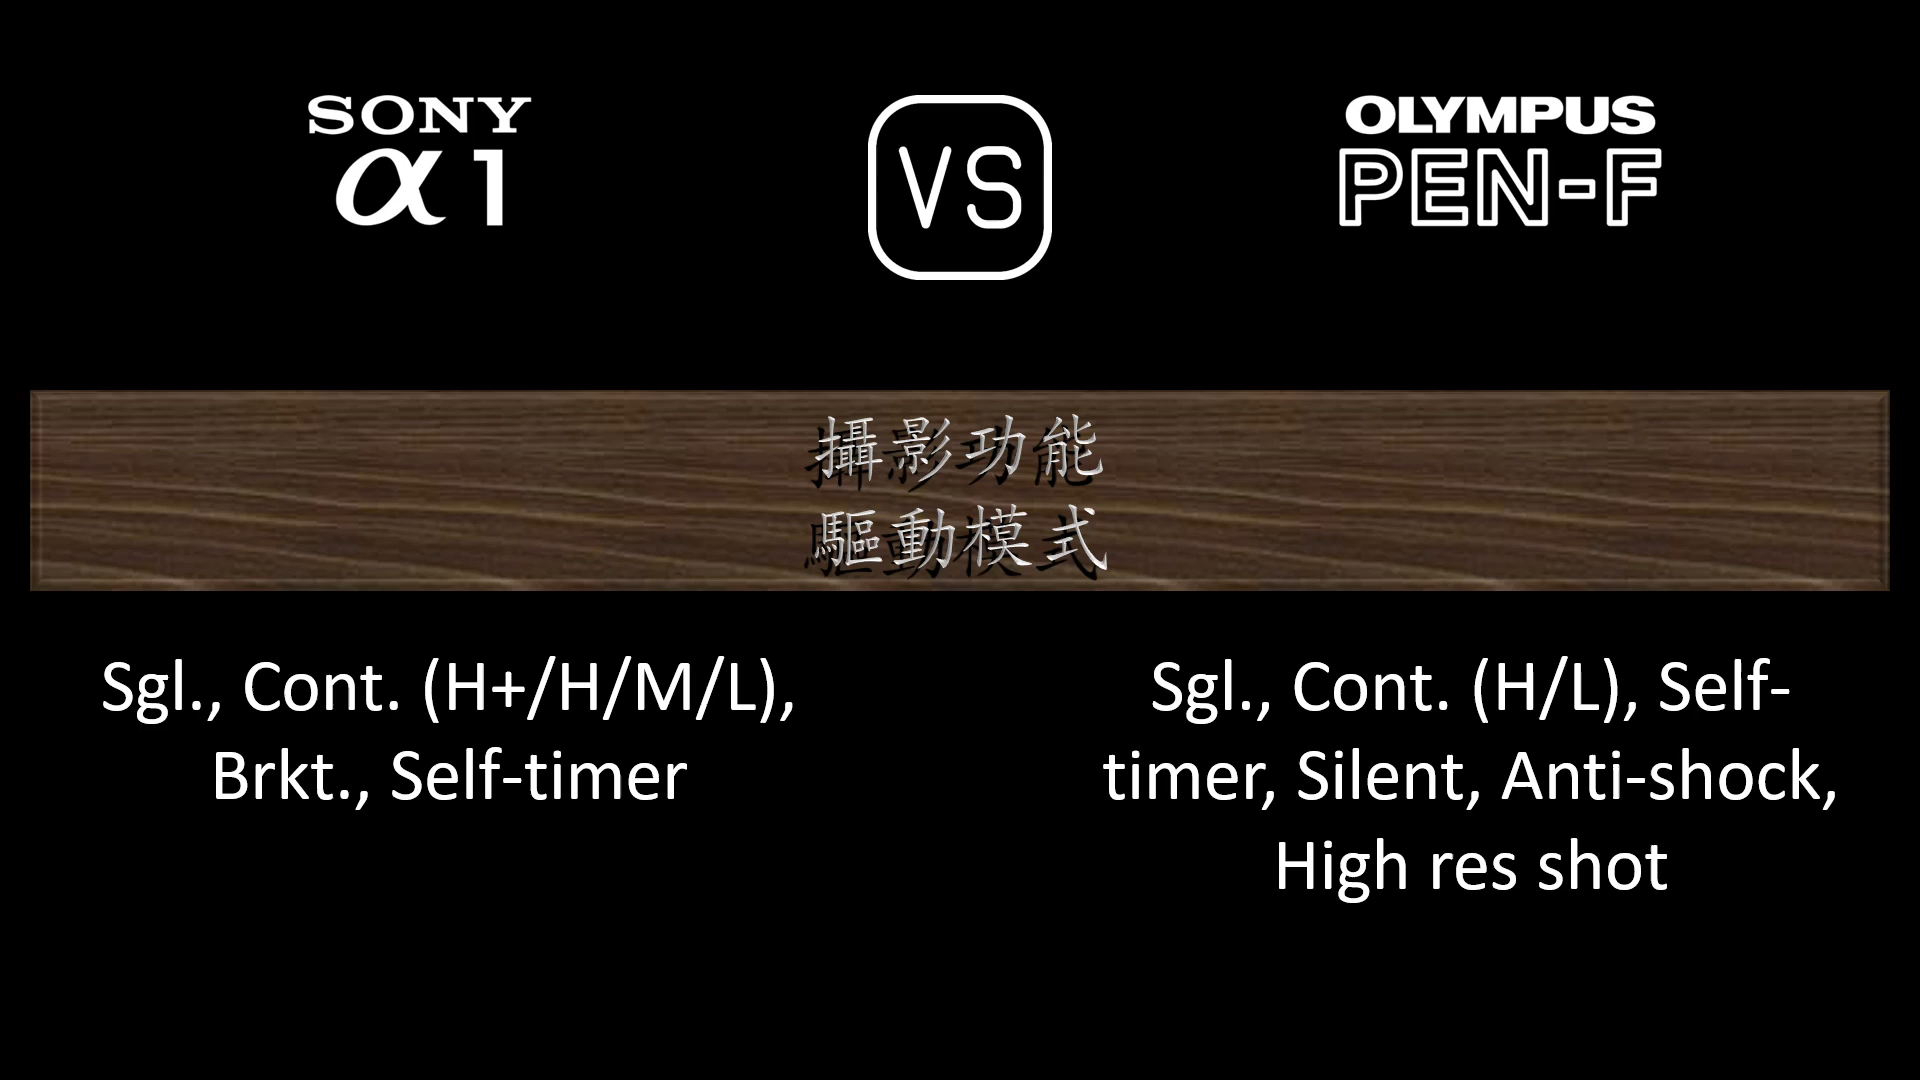 SONY
α1
VS
OLYMPUS
PEN-F
攝影功能
驅動模式
Sgl., Cont. (H+/H/M/L),
Brkt., Self-timer
Sgl., Cont. (H/L), Self-
timer, Silent, Anti-shock,
High res shot